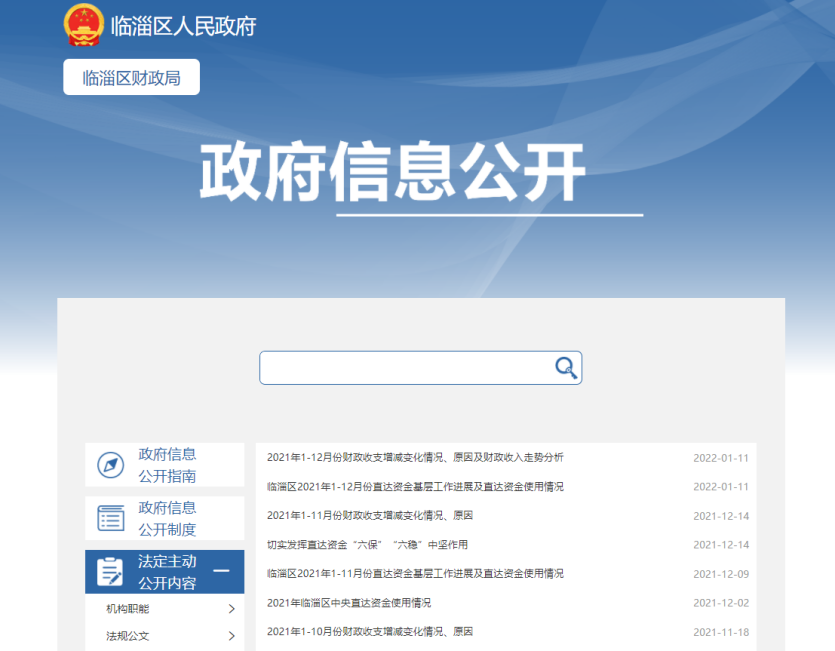 临淄区人民政府
临淄区财政局
政府信息公开
政府信息
公开指南
政府信息
公开制度
法定主动
公开内容
机构职能
法规公文
2021年1-12月份财政收支增减变化情况、原因及财政收入走势分析 2022-01-11
临淄区2021年1-12月份直达资金基层工作进展及直达资金使用情况 2022-01-11
2021年1-11月份财政收支增减变化情况、原因 2021-12-14
切实发挥直达资金“六保” “六稳”中坚作用 2021-12-14
临淄区2021年1-11月份直达资金基层工作进展及直达资金使用情况 2021-12-09
2021年临淄区中央直达资金使用情况 2021-12-02
2021年1-10月份财政收支增减变化情况、原因 2021-11-18